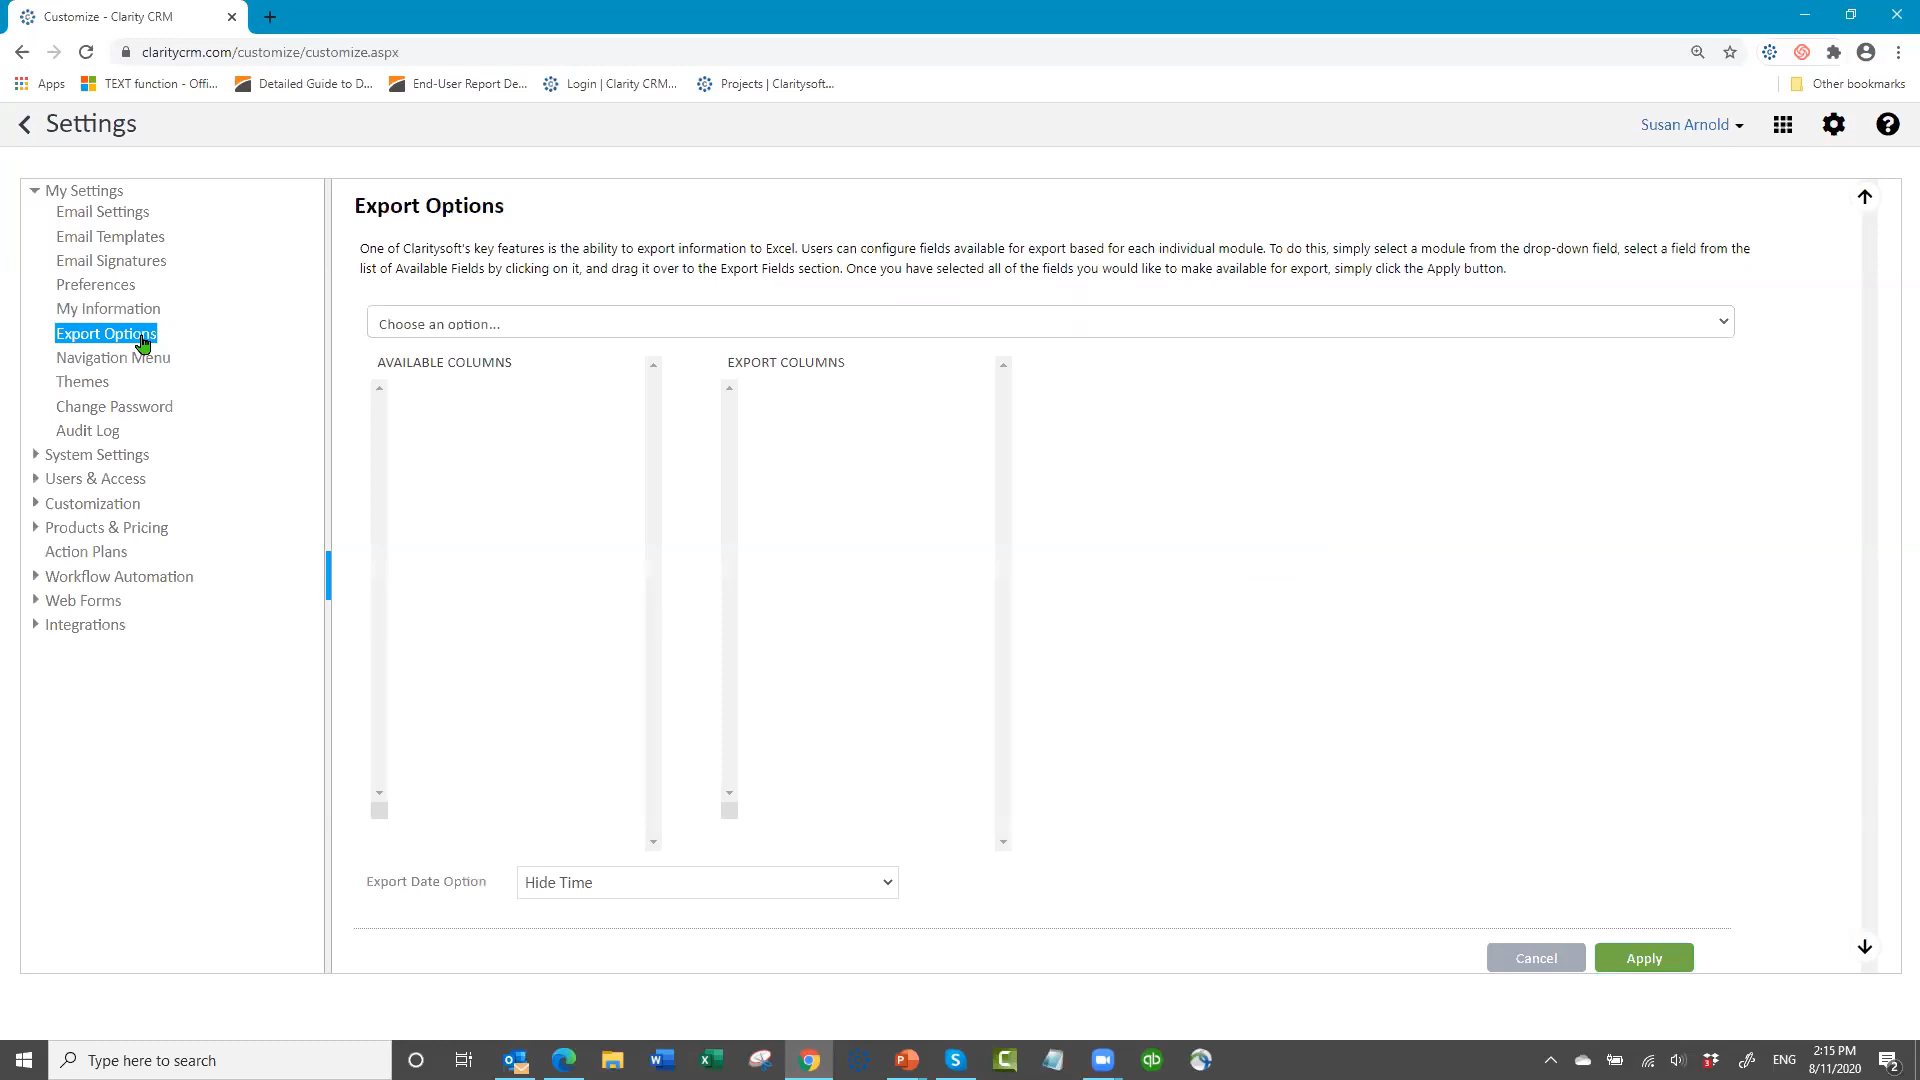 Customize - Clarity CRM
claritycrm.com/customize/customize.aspx
Apps
TEXT function - Offi...
Detailed Guide to D...
End-User Report De...
Login | Clarity CRM...
Projects | Claritysoft...
Other bookmarks
Settings
Susan Arnold
My Settings
Email Settings
Email Templates
Email Signatures
Preferences
My Information
Export Options
Navigation Menu
Themes
Change Password
Audit Log
System Settings
Users & Access
Customization
Products & Pricing
Action Plans
Workflow Automation
Web Forms
Integrations
Export Options
One of Claritysoft's key features is the ability to export information to Excel. Users can configure fields available for export based for each individual module. To do this, simply select a module from the drop-down field, select a field from the
list of Available Fields by clicking on it, and drag it over to the Export Fields section. Once you have selected all of the fields you would like to make available for export, simply click the Apply button.
Choose an option...
AVAILABLE COLUMNS
EXPORT COLUMNS
Export Date Option
Hide Time
Cancel
Apply
Type here to search
ENG
2:15 PM
8/11/2020
2